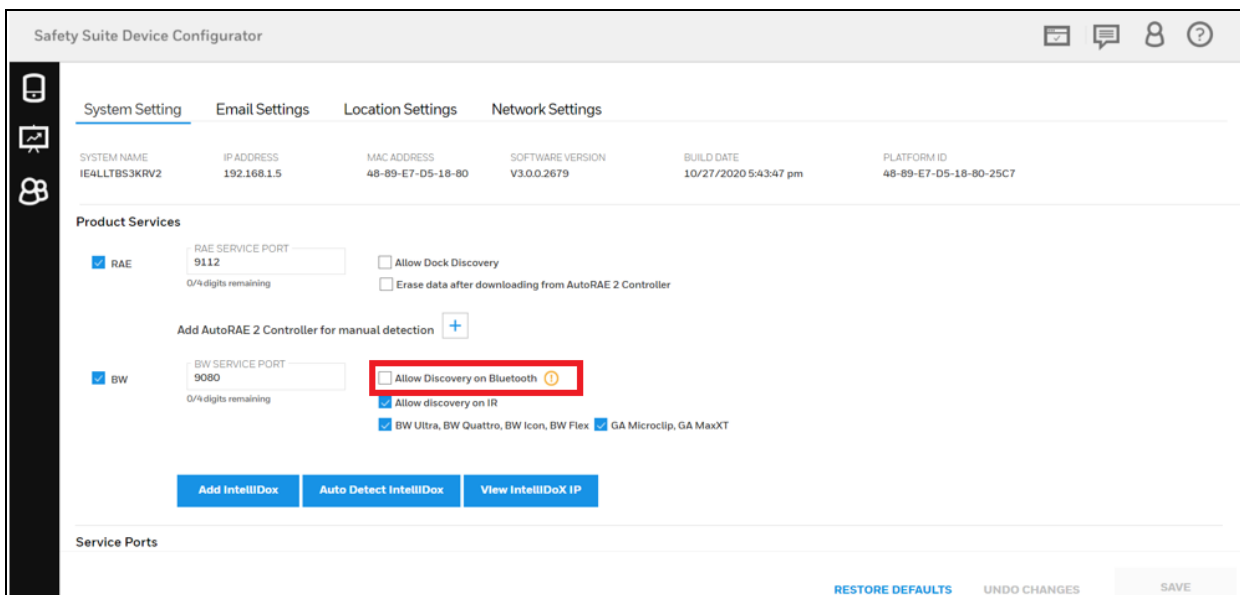 Safety Suite Device Configurator
System Setting Email Settings Location Settings Network Settings
SYSTEM NAME IP ADDRESS MAC ADDRESS SOFTWARE VERSION BUILD DATE PLATFORM ID
IE4LLTBS3KRV2 192.168.1.5 48-89-E7-D5-18-80 V3.0.0.2679 10/27/2020 5:43:47 pm 48-89-E7-D5-18-80-25C7
Product Services
RAE SERVICE PORT
RAE 9112 Allow Dock Discovery
0/4 digits remaining Erase data after downloading from AutoRAE 2 Controller
Add AutoRAE 2 Controller for manual detection +
BW SERVICE PORT
BW 9080 Allow Discovery on Bluetooth
0/4 digits remaining Allow discovery on IR
BW Ultra, BW Quattro, BW Icon, BW Flex GA Microclip, GA MaxXT
Add IntelliDox Auto Detect IntelliDox View IntelliDoX IP
Service Ports
RESTORE DEFAULTS UNDO CHANGES SAVE